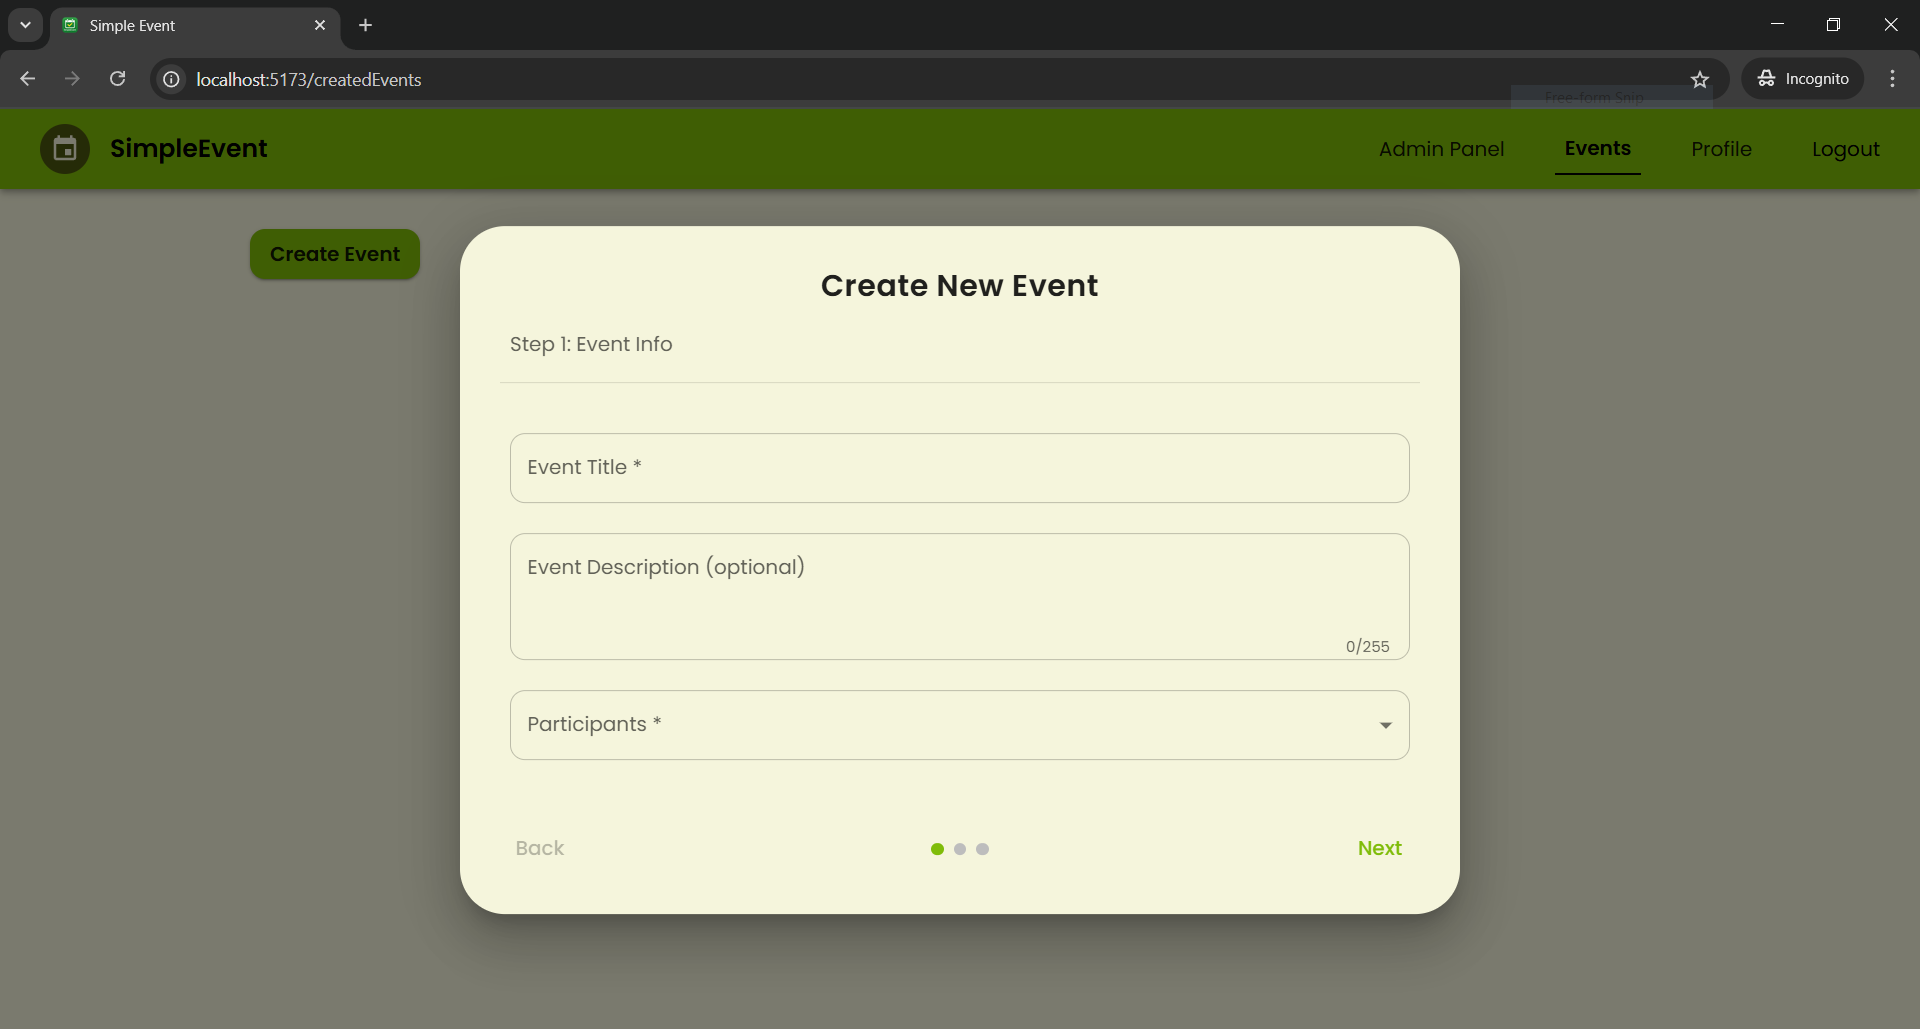 Simple Event
localhost:5173/createdEvents
Incognito
Free-form Snip
SimpleEvent
Admin Panel
Events
Profile
Logout
Create Event
Create New Event
Step 1: Event Info
Event Title *
Event Description (optional)
0/255
Participants *
Back
Next